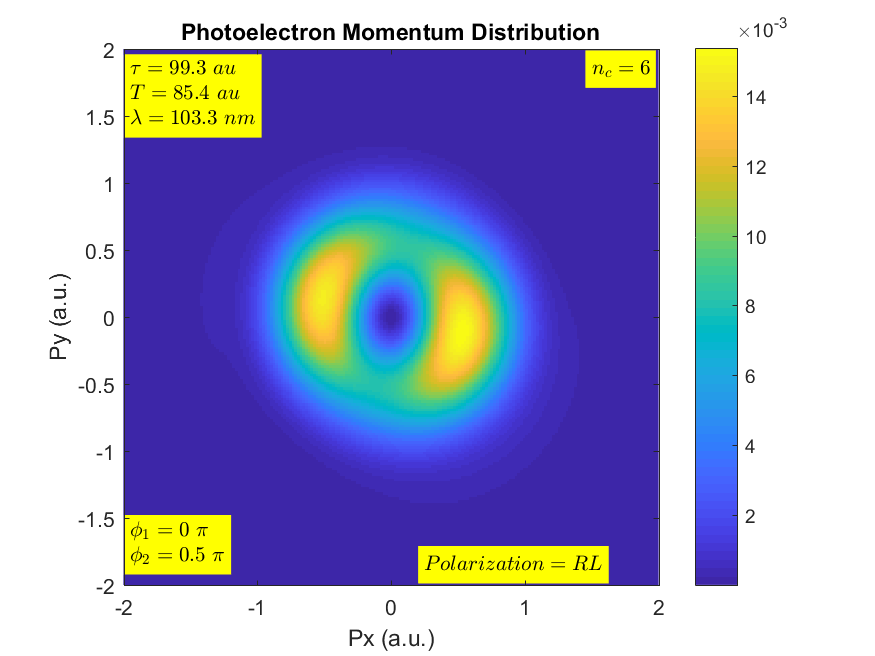 Photoelectron Momentum Distribution
×10⁻³
τ = 99.3 au
T = 85.4 au
λ = 103.3 nm
n_c = 6
2
1.5
1
0.5
0
-0.5
-1
-1.5
-2
Py (a.u.)
14
12
10
8
6
4
2
ϕ₁ = 0 π
ϕ₂ = 0.5 π
Polarization = RL
-2
-1
0
1
2
Px (a.u.)